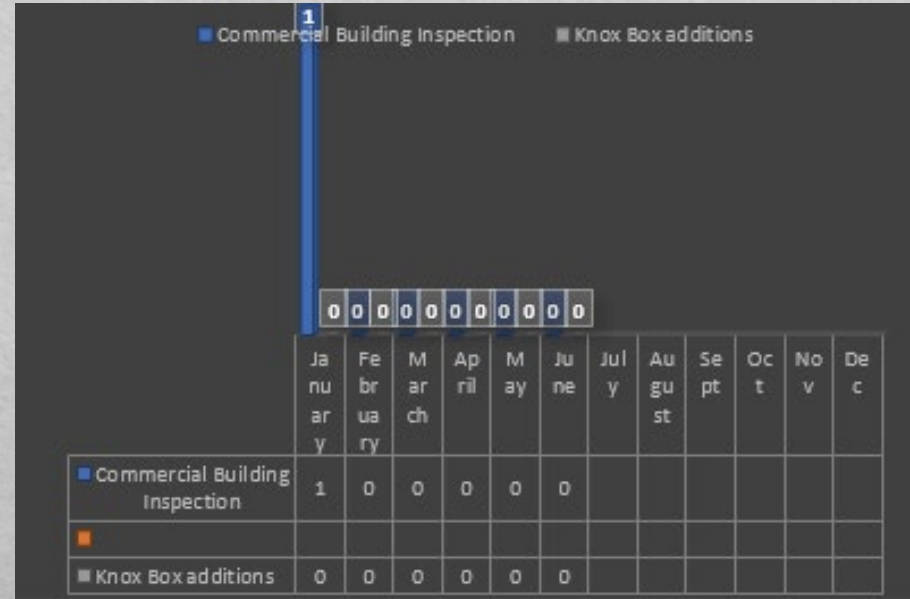 1
Commercial Building Inspection Knox Box additions
0 0 0 0 0 0 0 0 0 0 0
Ja Fe M Ap M Ju Jul Au Se Oc No De
nu br ar ril ay ne y gu pt t v c
ar ua ch st
y ry
Commercial Building
Inspection 1 0 0 0 0 0
Knox Box additions 0 0 0 0 0 0